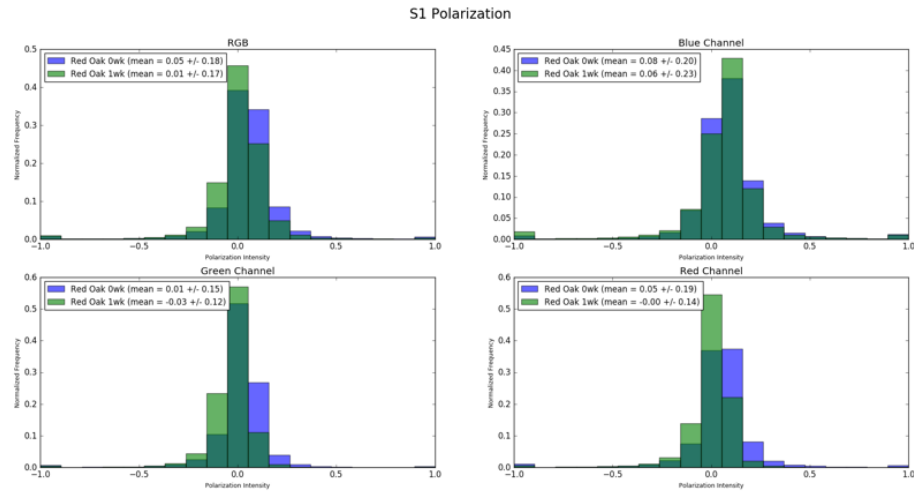 S1 Polarization
RGB
Red Oak 0wk (mean = 0.05 +/- 0.18)
Red Oak 1wk (mean = 0.01 +/- 0.17)
0.5
0.4
0.3
0.2
0.1
0.0
Normalized Frequency
−1.0 −0.5 0.0 0.5 1.0
Polarization Intensity
Blue Channel
Red Oak 0wk (mean = 0.08 +/- 0.20)
Red Oak 1wk (mean = 0.06 +/- 0.23)
0.45
0.40
0.35
0.30
0.25
0.20
0.15
0.10
0.05
0.00
Normalized Frequency
−1.0 −0.5 0.0 0.5 1.0
Polarization Intensity
Green Channel
Red Oak 0wk (mean = 0.01 +/- 0.15)
Red Oak 1wk (mean = -0.03 +/- 0.12)
0.6
0.5
0.4
0.3
0.2
0.1
0.0
Normalized Frequency
−1.0 −0.5 0.0 0.5 1.0
Polarization Intensity
Red Channel
Red Oak 0wk (mean = 0.05 +/- 0.19)
Red Oak 1wk (mean = -0.00 +/- 0.14)
0.6
0.5
0.4
0.3
0.2
0.1
0.0
Normalized Frequency
−1.0 −0.5 0.0 0.5 1.0
Polarization Intensity